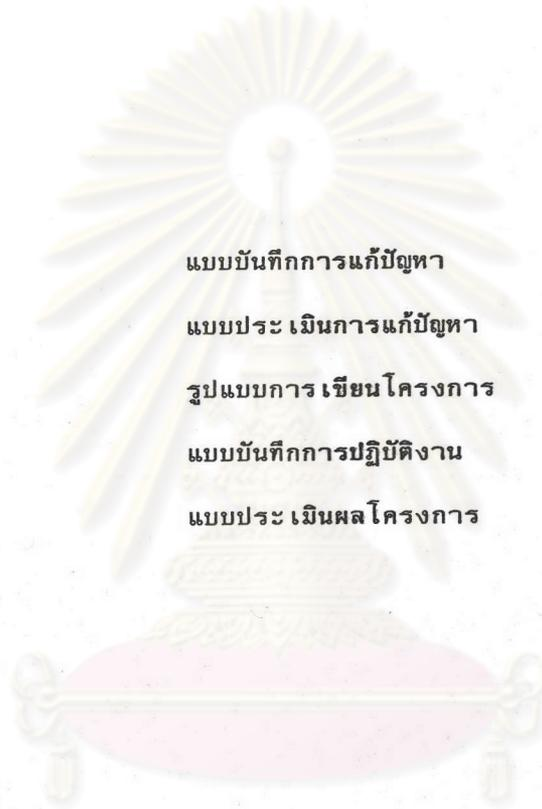 แบบบันทึกการแก้ปัญหา
แบบประเมินการแก้ปัญหา
รูปแบบการเขียนโครงการ
แบบบันทึกการปฏิบัติงาน
แบบประเมินผลโครงการ